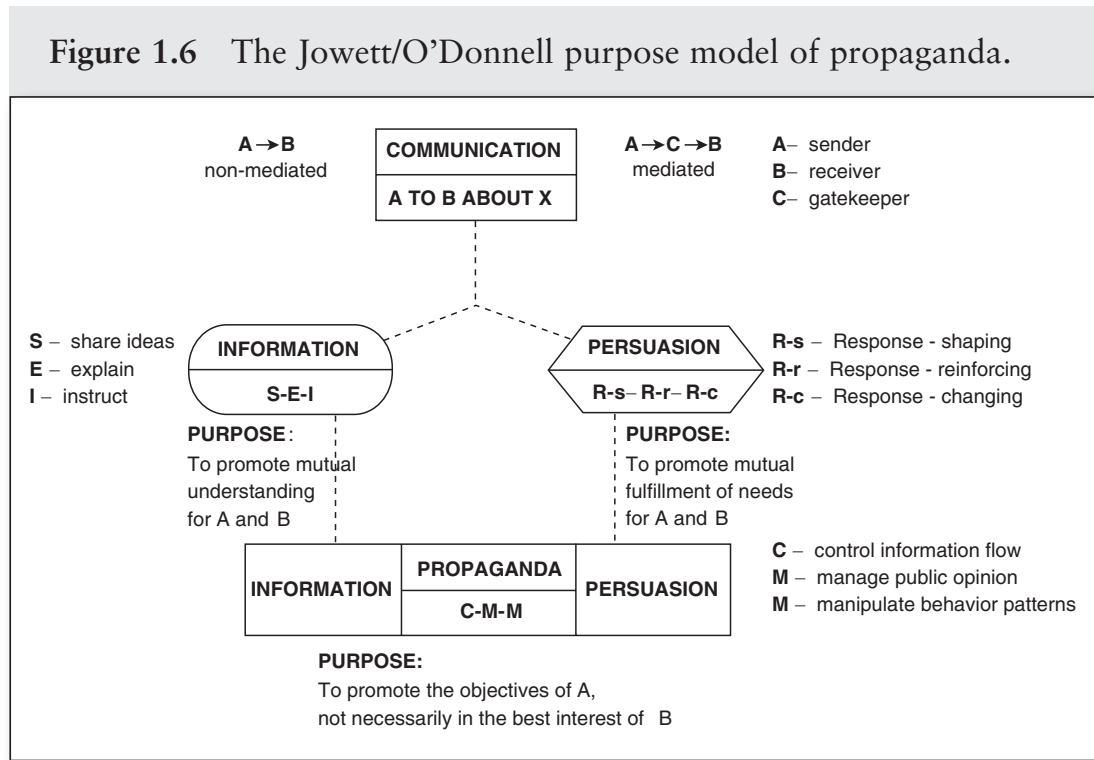 Figure 1.6 The Jowett/O'Donnell purpose model of propaganda.
A→B
non-mediated
COMMUNICATION
A TO B ABOUT X
A→C→B
mediated
A– sender
B– receiver
C– gatekeeper
S – share ideas
E – explain
I – instruct
INFORMATION
S-E-I
PERSUASION
R-s– R-r– R-c
R-s – Response - shaping
R-r – Response - reinforcing
R-c – Response - changing
PURPOSE:
To promote mutual
understanding
for A and B
PURPOSE:
To promote mutual
fulfillment of needs
for A and B
INFORMATION
PROPAGANDA
C-M-M
PERSUASION
C – control information flow
M – manage public opinion
M – manipulate behavior patterns
PURPOSE:
To promote the objectives of A,
not necessarily in the best interest of B